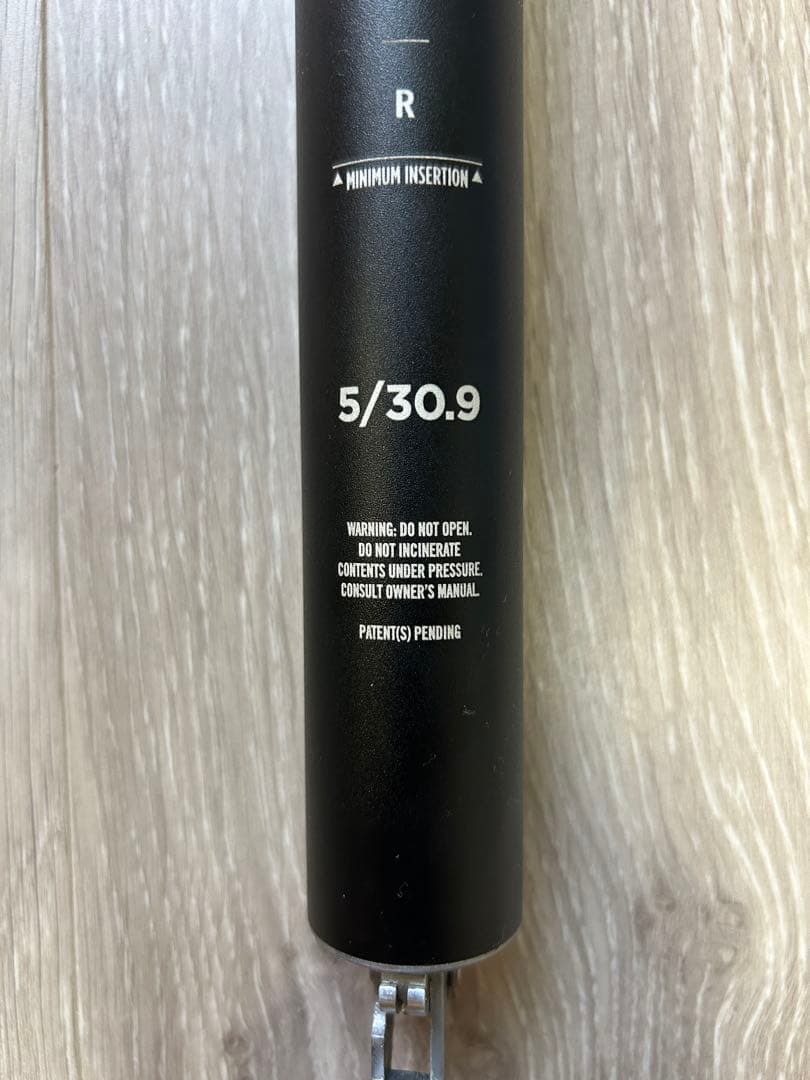 R
MINIMUM INSERTION
5/30.9
WARNING: DO NOT OPEN.
DO NOT INCINERATE
CONTENTS UNDER PRESSURE.
CONSULT OWNER'S MANUAL.
PATENT(S) PENDING